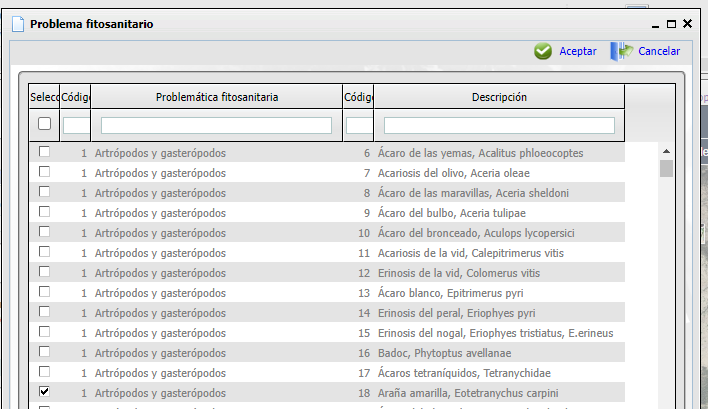 Problema fitosanitario
Aceptar Cancelar
Selecc Código Problemática fitosanitaria Código Descripción
1 Artrópodos y gasterópodos 6 Ácaro de las yemas, Acalitus phloeocoptes
1 Artrópodos y gasterópodos 7 Acariosis del olivo, Aceria oleae
1 Artrópodos y gasterópodos 8 Ácaro de las maravillas, Aceria sheldoni
1 Artrópodos y gasterópodos 9 Ácaro del bulbo, Aceria tulipae
1 Artrópodos y gasterópodos 10 Ácaro del bronceado, Aculops lycopersici
1 Artrópodos y gasterópodos 11 Acariosis de la vid, Calepitrimerus vitis
1 Artrópodos y gasterópodos 12 Erinosis de la vid, Colomerus vitis
1 Artrópodos y gasterópodos 13 Ácaro blanco, Epitrimerus pyri
1 Artrópodos y gasterópodos 14 Erinosis del peral, Eriophyes pyri
1 Artrópodos y gasterópodos 15 Erinosis del nogal, Eriophyes tristiatus, E.erineus
1 Artrópodos y gasterópodos 16 Badoc, Phytoptus avellanae
1 Artrópodos y gasterópodos 17 Ácaros tetraníquidos, Tetranychidae
1 Artrópodos y gasterópodos 18 Araña amarilla, Eotetranychus carpini